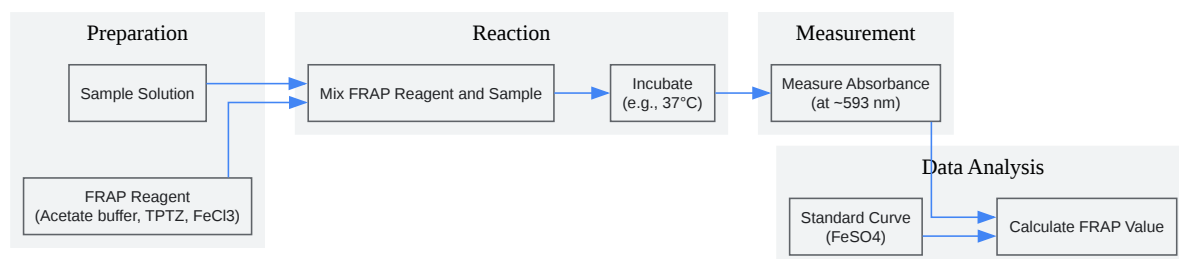 Preparation
Sample Solution
FRAP Reagent
(Acetate buffer, TPTZ, FeCl3)
Reaction
Mix FRAP Reagent and Sample
Incubate
(e.g., 37°C)
Measurement
Measure Absorbance
(at ~593 nm)
Data Analysis
Standard Curve
(FeSO4)
Calculate FRAP Value